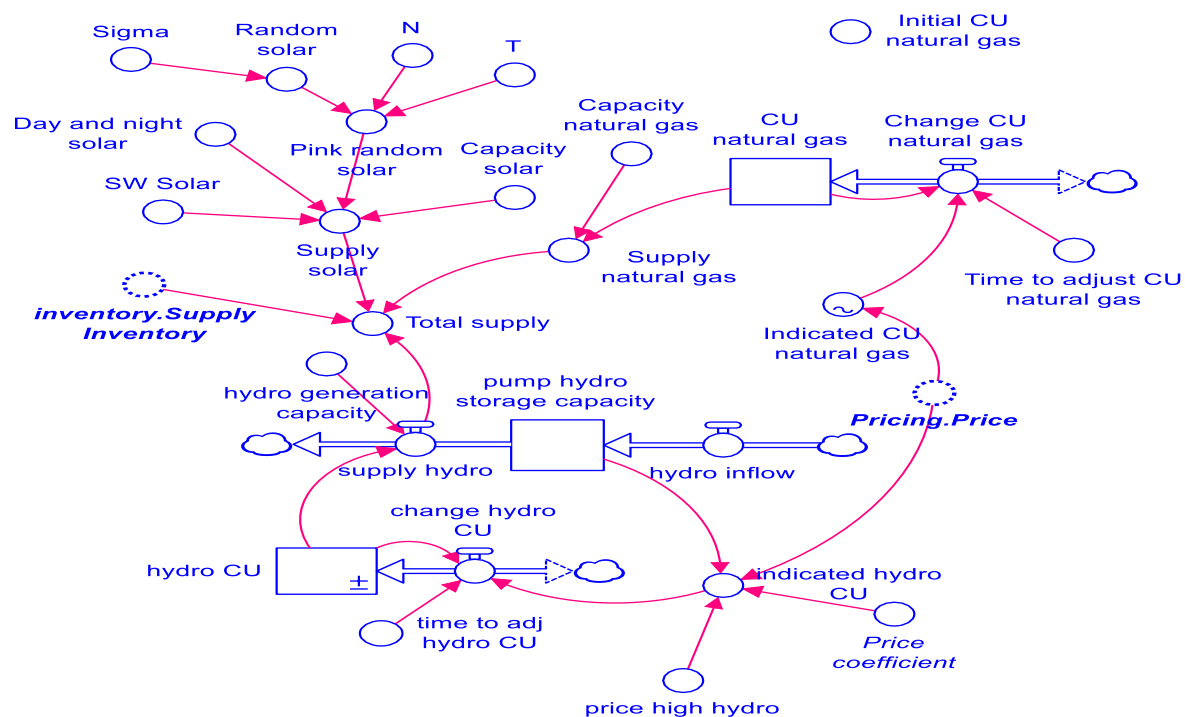 Sigma
Random
solar
N
T
Initial CU
natural gas
Day and night
solar
Pink random
solar
Capacity
solar
Capacity
natural gas
CU
natural gas
Change CU
natural gas
SW Solar
Supply
solar
Supply
natural gas
Time to adjust CU
natural gas
inventory.Supply
Inventory
Total supply
Indicated CU
natural gas
hydro generation
capacity
pump hydro
storage capacity
Pricing.Price
supply hydro
hydro inflow
change hydro
CU
hydro CU
±
indicated hydro
CU
time to adj
hydro CU
Price
coefficient
price high hydro